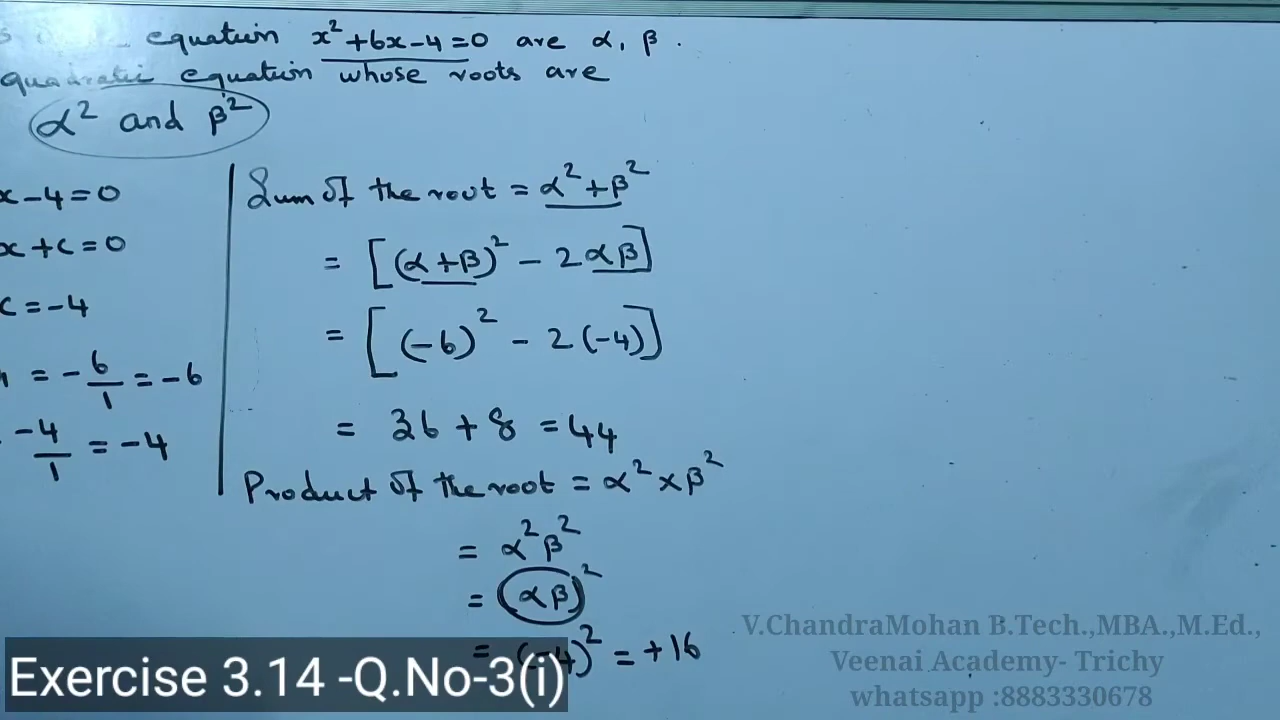 equation x²+6x-4=0 are α, β.
quadratic equation whose roots are
α² and β²
x-4=0
x+c=0
c=-4
= -6/1 = -6
-4/1 = -4
Sum of the root = α²+β²
= [(α+β)² - 2αβ]
= [(-6)² - 2(-4)]
= 36 + 8 = 44
Product of the root = α² x β²
= α²β²
= (αβ)²
= (-4)² = +16
V.ChandraMohan B.Tech.,MBA.,M.Ed.,
Veenai Academy- Trichy
whatsapp :8883330678
Exercise 3.14 -Q.No-3(i)